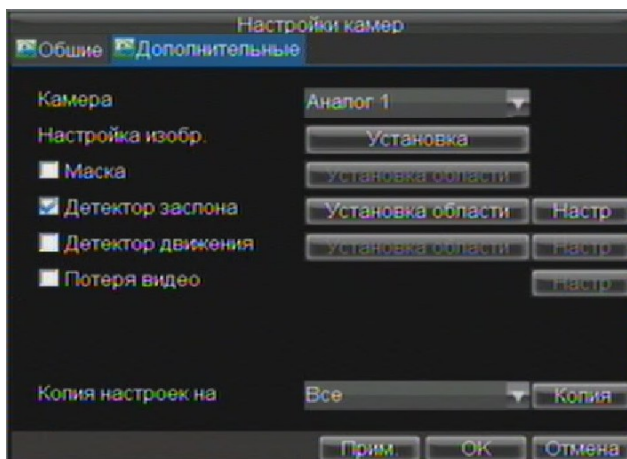 Настройки камер
Обшие Дополнительные
Камера Аналог 1
Настройка изобр. Установка
Маска Установка области
Детектор заслона Установка области Настр
Детектор движения Установка области Настр
Потеря видео Настр
Копия настроек на Все Копия
Прим. OK Отмена